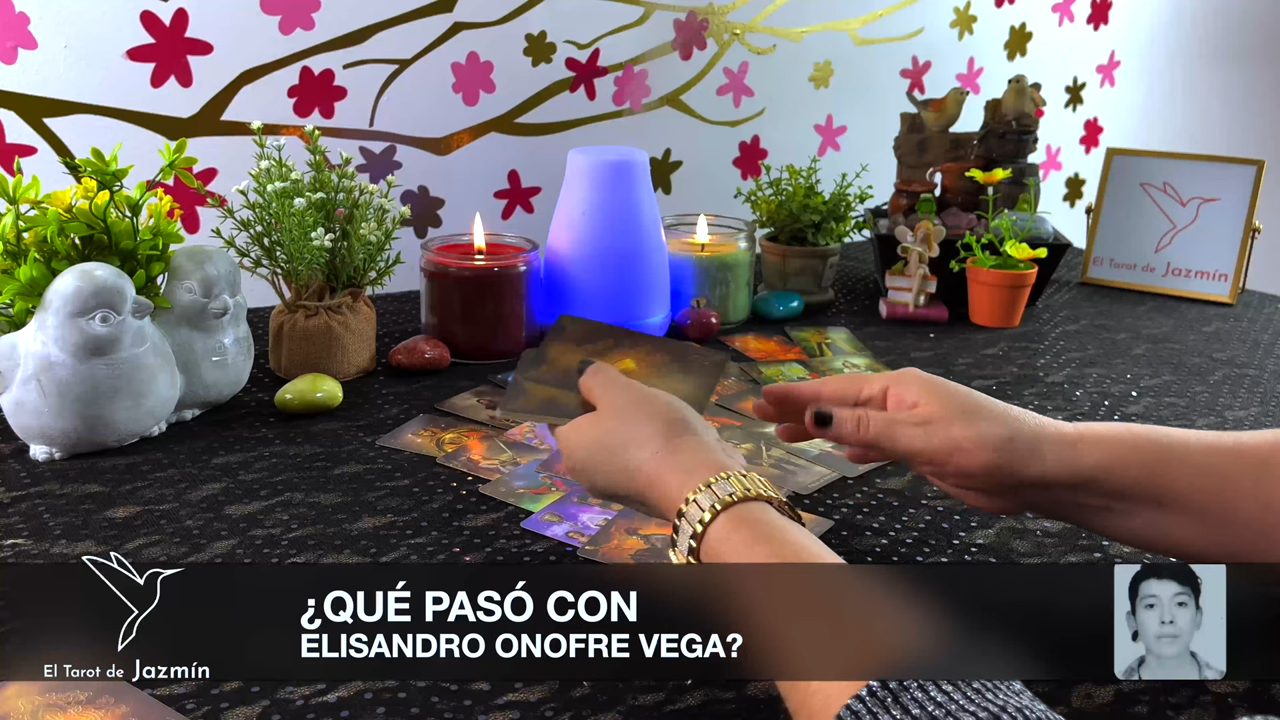 El Tarot de Jazmín
¿QUÉ PASÓ CON
ELISANDRO ONOFRE VEGA?
El Tarot de Jazmín